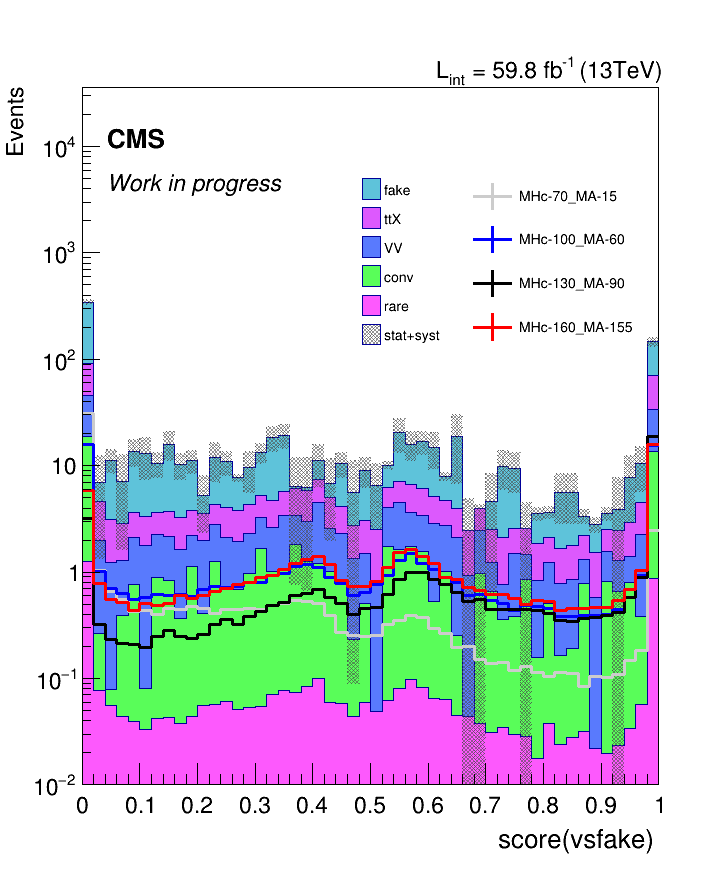 L_int = 59.8 fb^-1 (13TeV)
Events
CMS
Work in progress
fake
ttX
VV
conv
rare
stat+syst
MHc-70_MA-15
MHc-100_MA-60
MHc-130_MA-90
MHc-160_MA-155
10^4
10^3
10^2
10
1
10^−1
10^−2
0 0.1 0.2 0.3 0.4 0.5 0.6 0.7 0.8 0.9 1
score(vsfake)